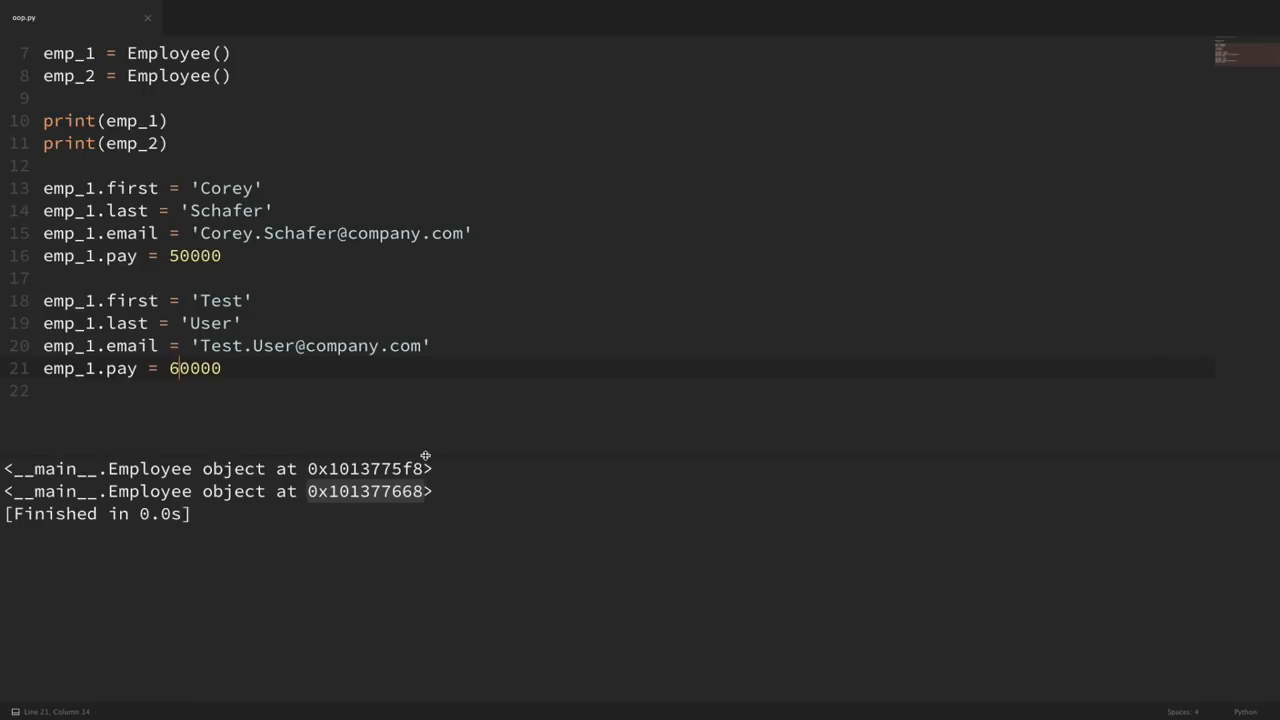 oop.py ×
7 emp_1 = Employee()
8 emp_2 = Employee()
9
10 print(emp_1)
11 print(emp_2)
12
13 emp_1.first = 'Corey'
14 emp_1.last = 'Schafer'
15 emp_1.email = 'Corey.Schafer@company.com'
16 emp_1.pay = 50000
17
18 emp_1.first = 'Test'
19 emp_1.last = 'User'
20 emp_1.email = 'Test.User@company.com'
21 emp_1.pay = 60000
22
<__main__.Employee object at 0x1013775f8>
<__main__.Employee object at 0x101377668>
[Finished in 0.0s]
Line 21, Column 14 Spaces: 4 Python